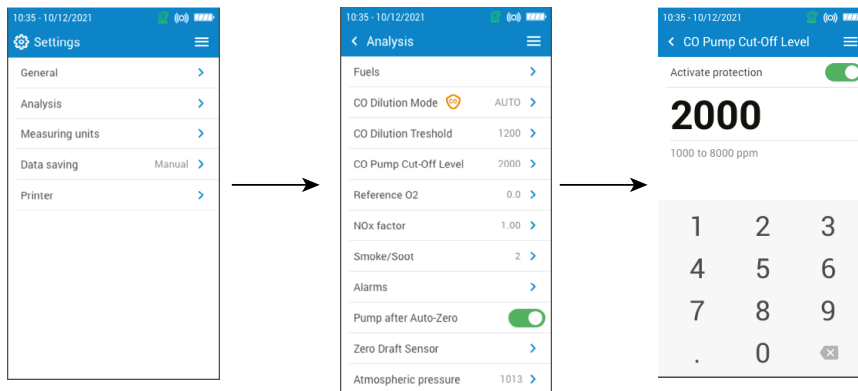 10:35 - 10/12/2021
Settings
General
Analysis
Measuring units
Data saving Manual
Printer
10:35 - 10/12/2021
Analysis
Fuels
CO Dilution Mode CO AUTO
CO Dilution Treshold 1200
CO Pump Cut-Off Level 2000
Reference O2 0.0
NOx factor 1.00
Smoke/Soot 2
Alarms
Pump after Auto-Zero
Zero Draft Sensor
Atmospheric pressure 1013
10:35 - 10/12/2021
CO Pump Cut-Off Level
Activate protection
2000
1000 to 8000 ppm
1 2 3
4 5 6
7 8 9
. 0